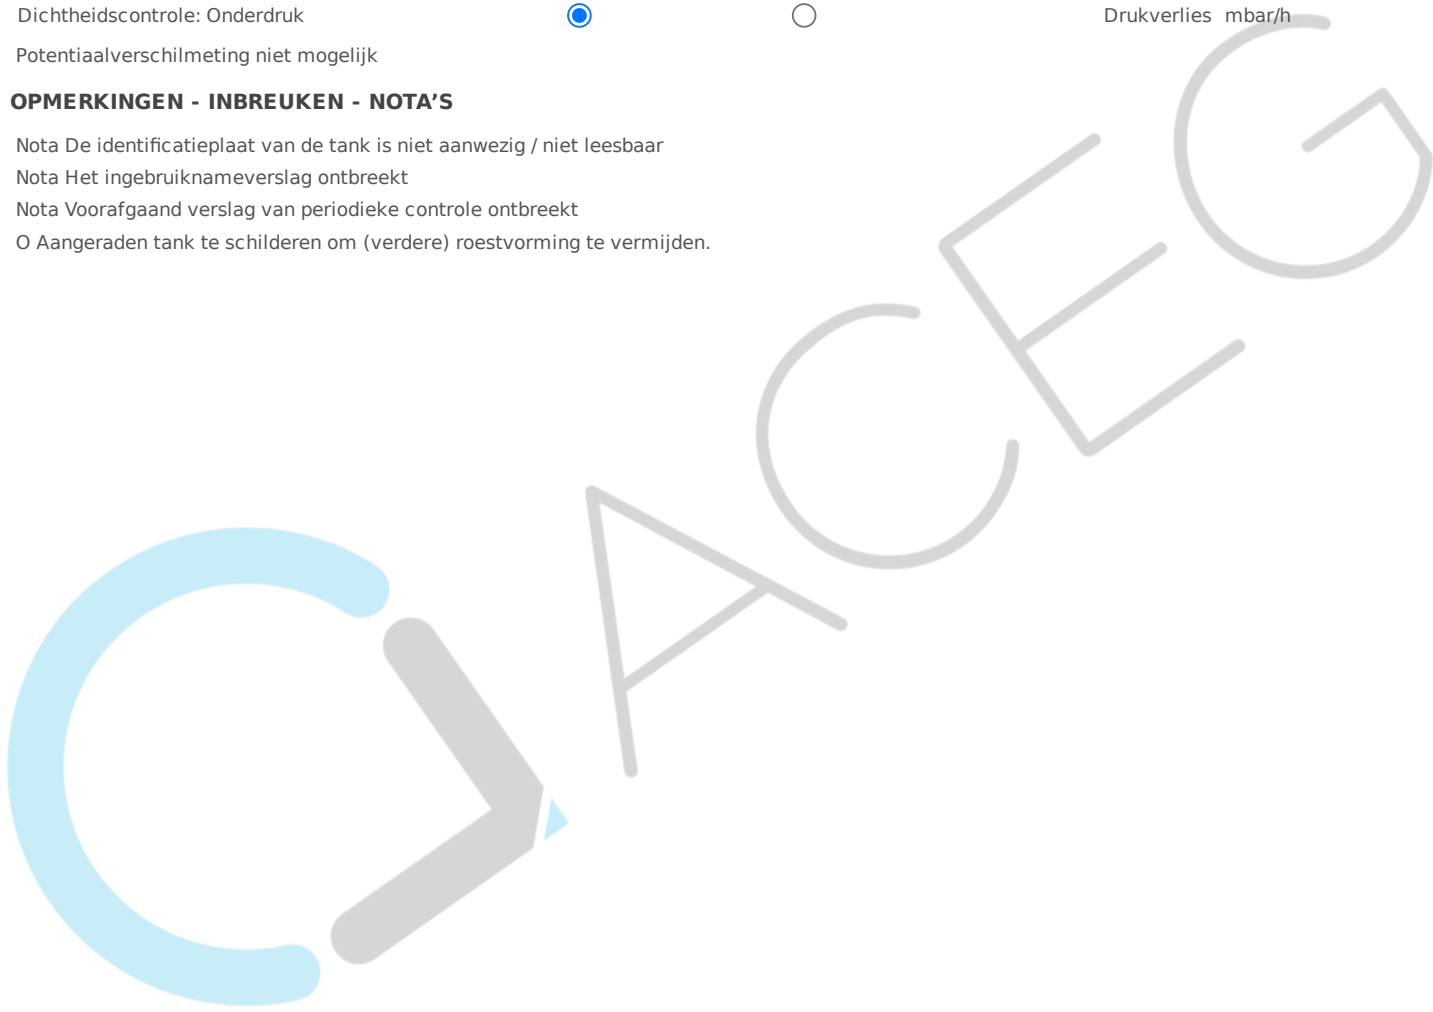 Dichtheidscontrole: Onderdruk Drukverlies mbar/h
Potentiaalverschilmeting niet mogelijk
OPMERKINGEN - INBREUKEN - NOTA’S
Nota De identificatieplaat van de tank is niet aanwezig / niet leesbaar
Nota Het ingebruiknameverslag ontbreekt
Nota Voorafgaand verslag van periodieke controle ontbreekt
O Aangeraden tank te schilderen om (verdere) roestvorming te vermijden.
ACEG